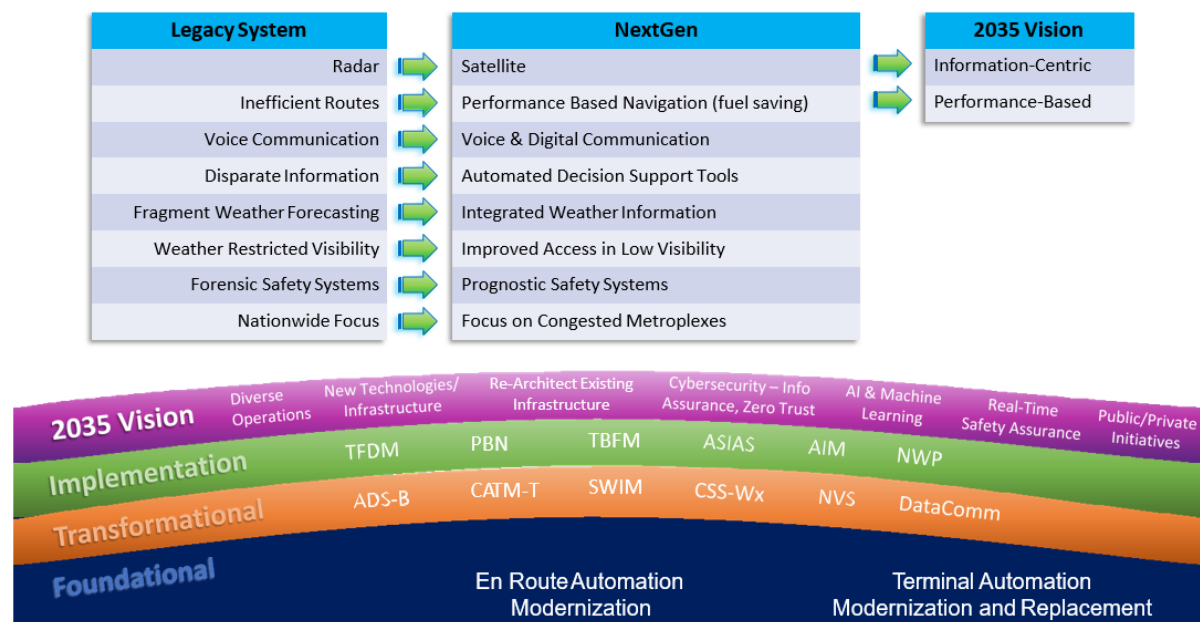 Legacy System
NextGen
2035 Vision
Radar
Satellite
Information-Centric
Inefficient Routes
Performance Based Navigation (fuel saving)
Performance-Based
Voice Communication
Voice & Digital Communication
Disparate Information
Automated Decision Support Tools
Fragment Weather Forecasting
Integrated Weather Information
Weather Restricted Visibility
Improved Access in Low Visibility
Forensic Safety Systems
Prognostic Safety Systems
Nationwide Focus
Focus on Congested Metroplexes
2035 Vision
Diverse
Operations
New Technologies/
Infrastructure
Re-Architect Existing
Infrastructure
Cybersecurity – Info
Assurance, Zero Trust
AI & Machine
Learning
Real-Time
Safety Assurance
Public/Private
Initiatives
Implementation
TFDM
PBN
TBFM
ASIAS
AIM
NWP
Transformational
ADS-B
CATM-T
SWIM
CSS-Wx
NVS
DataComm
Foundational
En Route Automation
Modernization
Terminal Automation
Modernization and Replacement